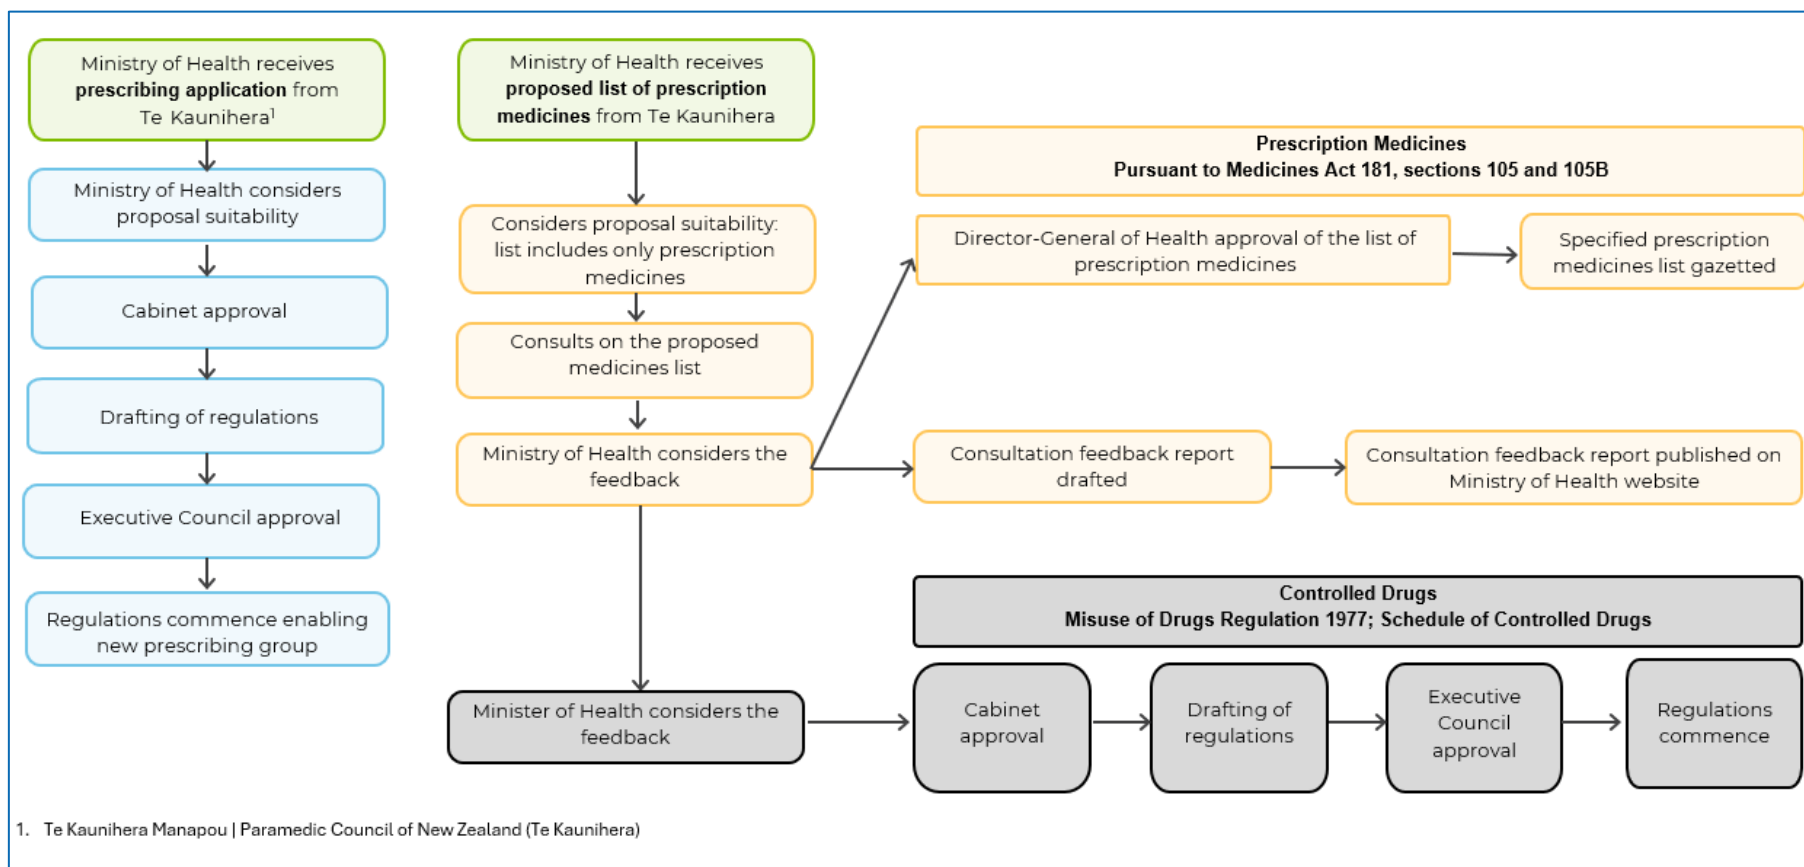 Ministry of Health receives
prescribing application from
Te Kaunihera¹
Ministry of Health considers
proposal suitability
Cabinet approval
Drafting of regulations
Executive Council approval
Regulations commence enabling
new prescribing group
Ministry of Health receives
proposed list of prescription
medicines from Te Kaunihera
Considers proposal suitability:
list includes only prescription
medicines
Consults on the proposed
medicines list
Ministry of Health considers the
feedback
Prescription Medicines
Pursuant to Medicines Act 181, sections 105 and 105B
Director-General of Health approval of the list of
prescription medicines
Specified prescription
medicines list gazetted
Consultation feedback report
drafted
Consultation feedback report published on
Ministry of Health website
Controlled Drugs
Misuse of Drugs Regulation 1977; Schedule of Controlled Drugs
Minister of Health considers the
feedback
Cabinet
approval
Drafting of
regulations
Executive
Council
approval
Regulations
commence
1. Te Kaunihera Manapou | Paramedic Council of New Zealand (Te Kaunihera)